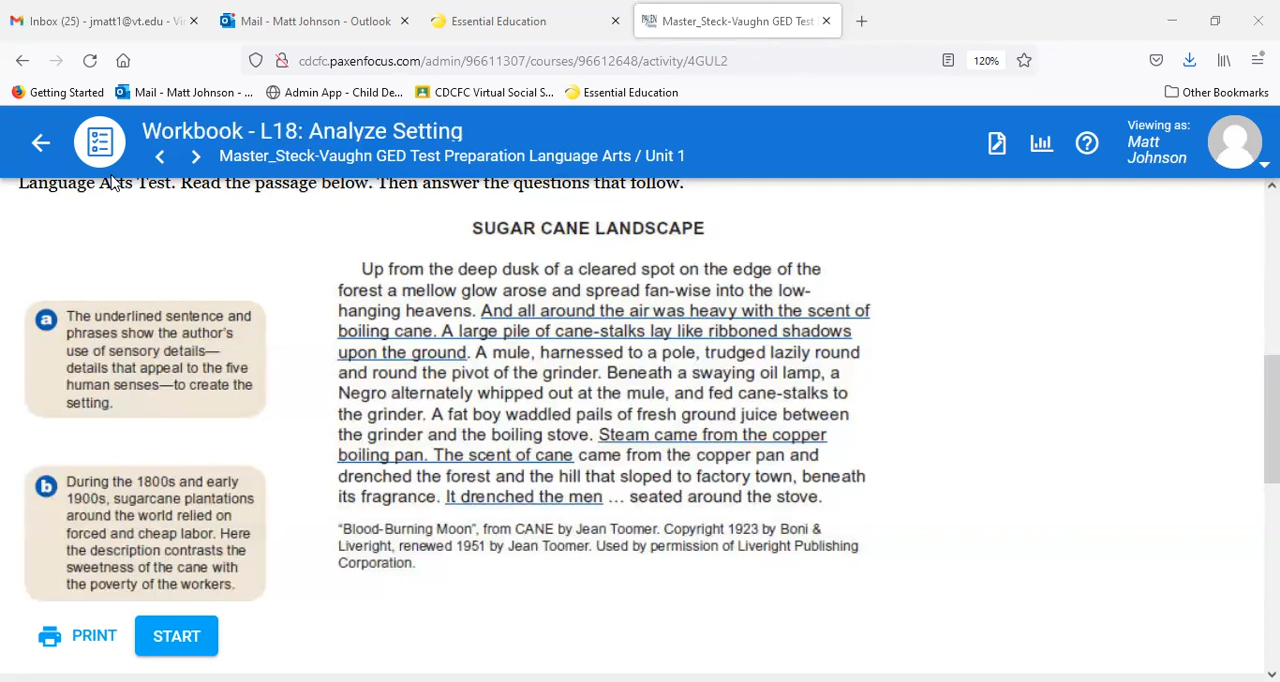 Inbox (25) - jmatt1@vt.edu - Vir
Mail - Matt Johnson - Outlook
Essential Education
Master_Steck-Vaughn GED Test
cdcfc.paxenfocus.com/admin/96611307/courses/96612648/activity/4GUL2
120%
Getting Started
Mail - Matt Johnson - ...
Admin App - Child De...
CDCFC Virtual Social S...
Essential Education
Other Bookmarks
Workbook - L18: Analyze Setting
Master_Steck-Vaughn GED Test Preparation Language Arts / Unit 1
Viewing as:
Matt
Johnson
Language Arts Test. Read the passage below. Then answer the questions that follow.
SUGAR CANE LANDSCAPE
Up from the deep dusk of a cleared spot on the edge of the
forest a mellow glow arose and spread fan-wise into the low-
hanging heavens. And all around the air was heavy with the scent of
boiling cane. A large pile of cane-stalks lay like ribboned shadows
upon the ground. A mule, harnessed to a pole, trudged lazily round
and round the pivot of the grinder. Beneath a swaying oil lamp, a
Negro alternately whipped out at the mule, and fed cane-stalks to
the grinder. A fat boy waddled pails of fresh ground juice between
the grinder and the boiling stove. Steam came from the copper
boiling pan. The scent of cane came from the copper pan and
drenched the forest and the hill that sloped to factory town, beneath
its fragrance. It drenched the men ... seated around the stove.
"Blood-Burning Moon", from CANE by Jean Toomer. Copyright 1923 by Boni &
Liveright, renewed 1951 by Jean Toomer. Used by permission of Liveright Publishing
Corporation.
a
The underlined sentence and
phrases show the author's
use of sensory details—
details that appeal to the five
human senses—to create the
setting.
b
During the 1800s and early
1900s, sugarcane plantations
around the world relied on
forced and cheap labor. Here
the description contrasts the
sweetness of the cane with
the poverty of the workers.
PRINT
START